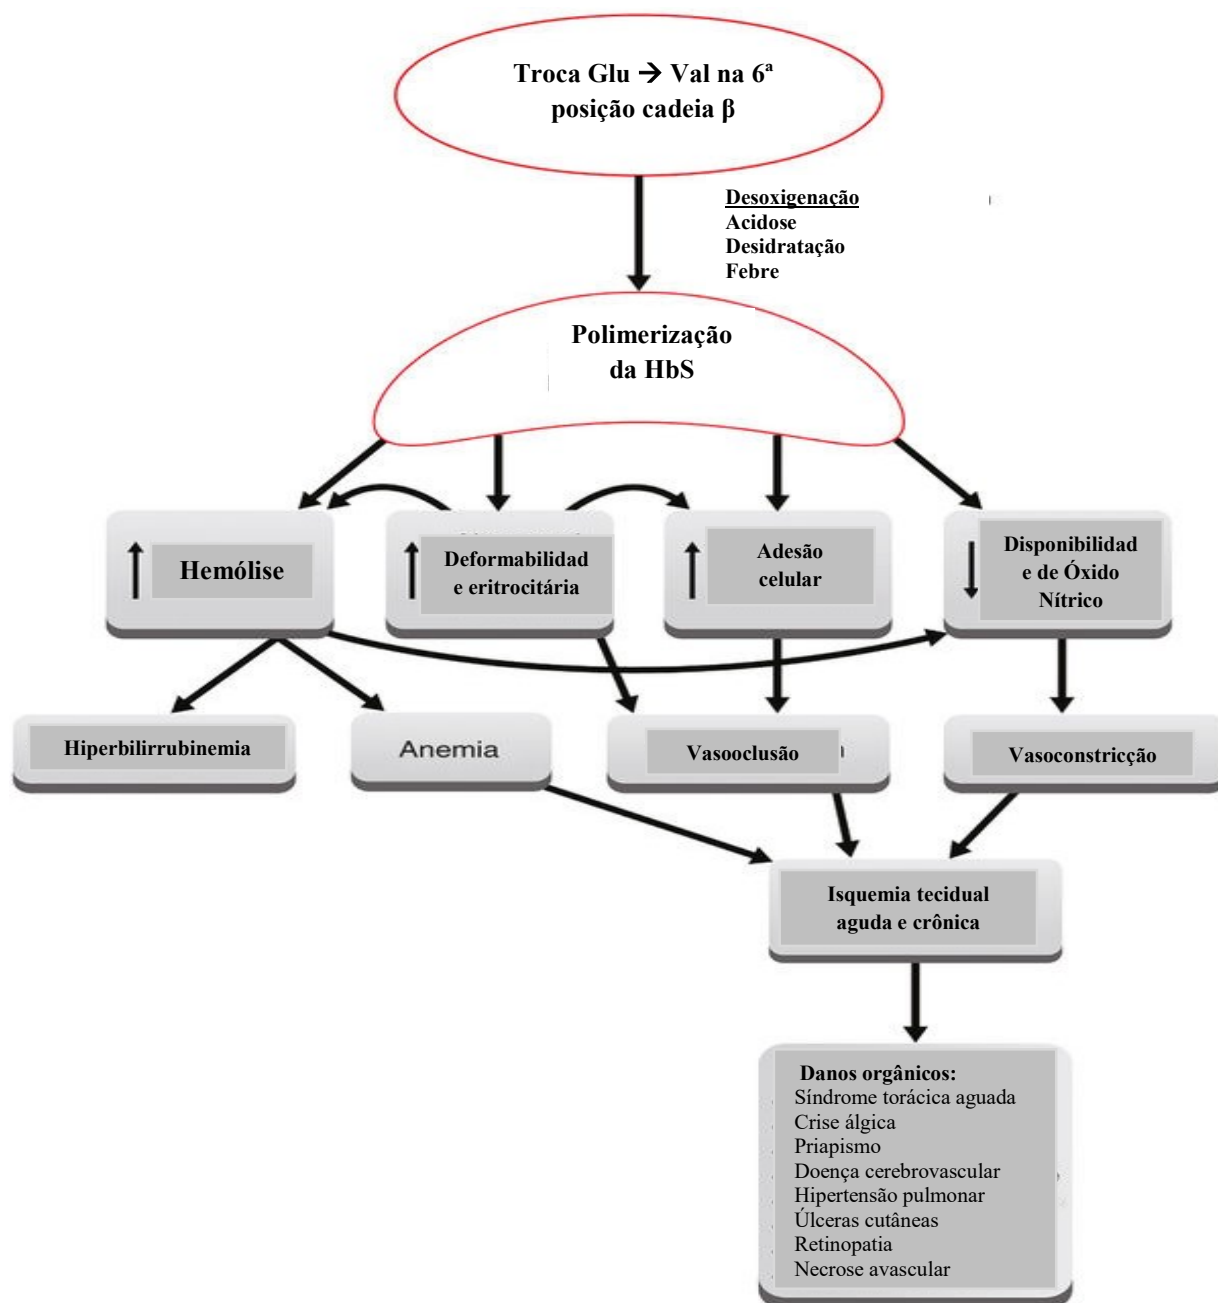 Troca Glu → Val na 6ª
posição cadeia β
Desoxigenação
Acidose
Desidratação
Febre
Polimerização
da HbS
Hemólise
Deformabilidad
e eritrocitária
Adesão
celular
Disponibilidad
e de Óxido
Nítrico
Hiperbilirrubinemia
Anemia
Vasooclusão
Vasoconstricção
Isquemia tecidual
aguda e crônica
Danos orgânicos:
Síndrome torácica aguada
Crise álgica
Priapismo
Doença cerebrovascular
Hipertensão pulmonar
Úlceras cutâneas
Retinopatia
Necrose avascular